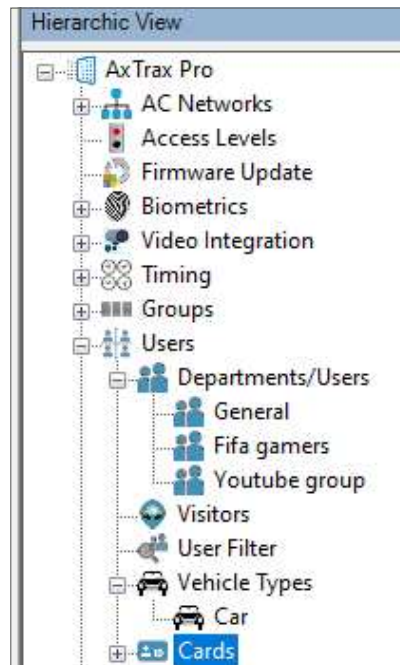 Hierarchic View
AxTrax Pro
AC Networks
Access Levels
Firmware Update
Biometrics
Video Integration
Timing
Groups
Users
Departments/Users
General
Fifa gamers
Youtube group
Visitors
User Filter
Vehicle Types
Car
Cards